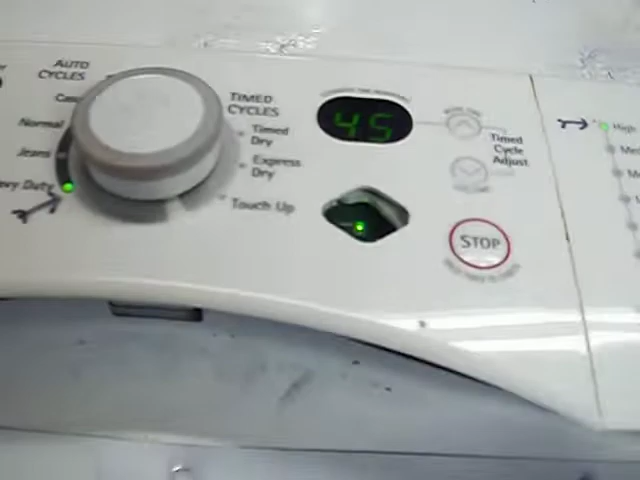 AUTO
CYCLES
Normal
Jeans
vy Duty
TIMED
CYCLES
Timed
Dry
Express
Dry
Touch Up
45
Timed
Cycle
Adjust
STOP
High